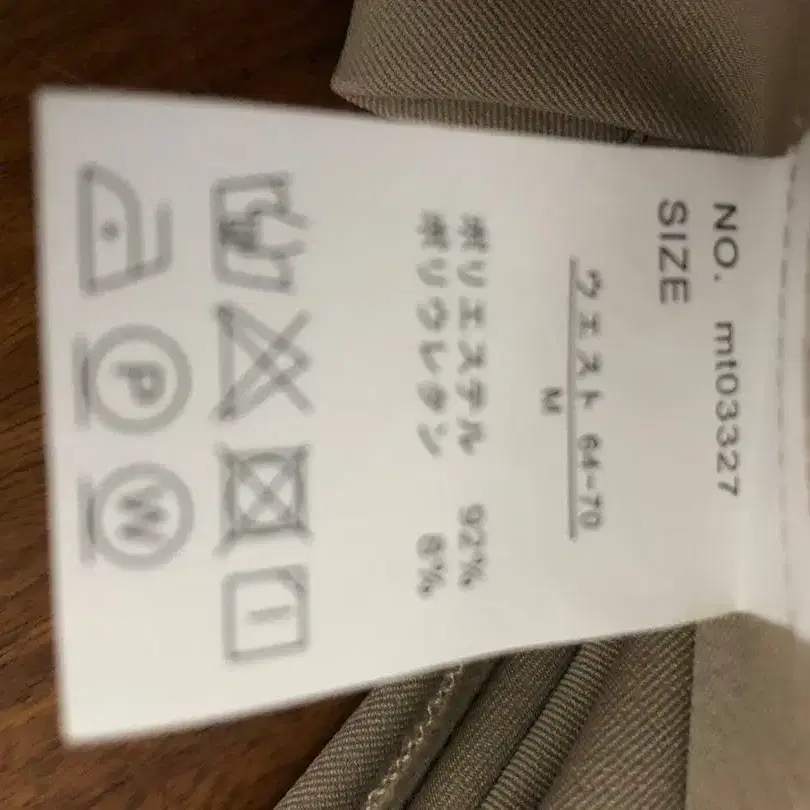 NO. mt03327
SIZE
ウエスト 64-70
M
ポリエステル 92%
ポリウレタン 8%
P
W